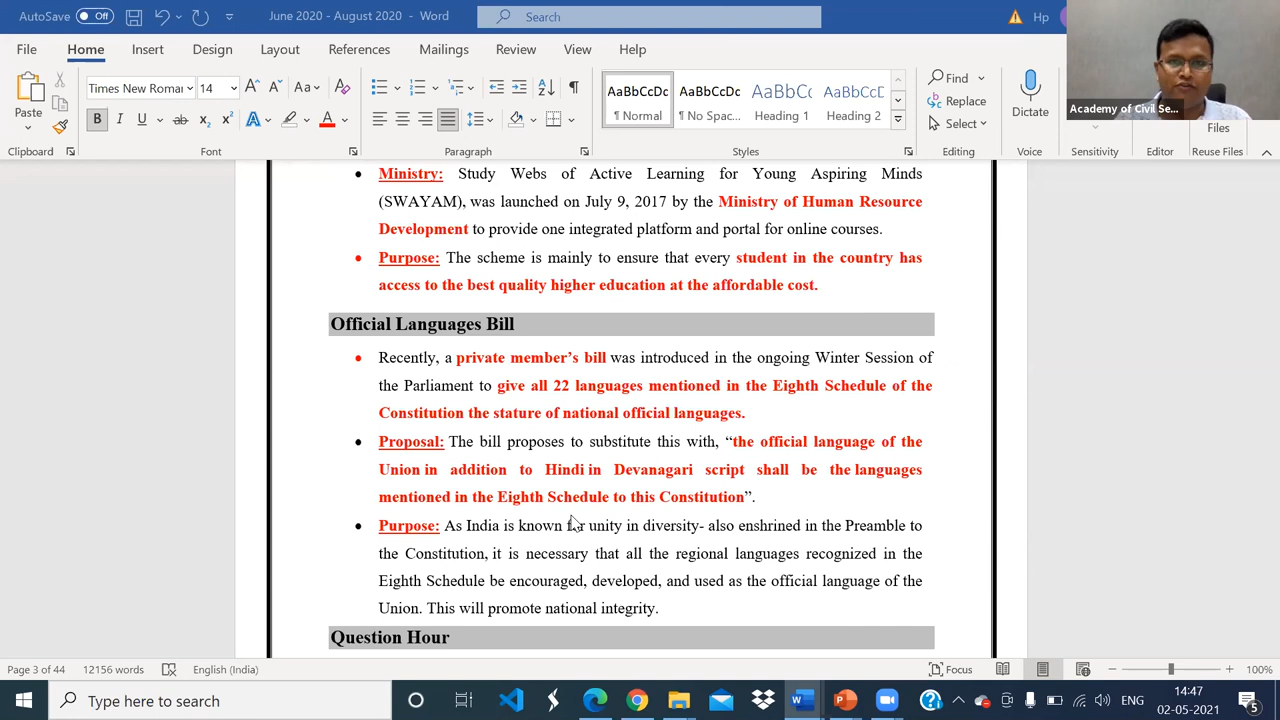 AutoSave Off June 2020 - August 2020 - Word Search Hp
File Home Insert Design Layout References Mailings Review View Help
Paste Times New Roma 14 Aa A B I U ab x₂ x² A A
AaBbCcDc AaBbCcDc AaBbCc AaBbCcC
¶ Normal ¶ No Spac... Heading 1 Heading 2
Find Replace Select Dictate
Academy of Civil Se...
Files
Clipboard Font Paragraph Styles Editing Voice Sensitivity Editor Reuse Files
• Ministry: Study Webs of Active Learning for Young Aspiring Minds
(SWAYAM), was launched on July 9, 2017 by the Ministry of Human Resource
Development to provide one integrated platform and portal for online courses.
• Purpose: The scheme is mainly to ensure that every student in the country has
access to the best quality higher education at the affordable cost.
Official Languages Bill
• Recently, a private member's bill was introduced in the ongoing Winter Session of
the Parliament to give all 22 languages mentioned in the Eighth Schedule of the
Constitution the stature of national official languages.
• Proposal: The bill proposes to substitute this with, “the official language of the
Union in addition to Hindi in Devanagari script shall be the languages
mentioned in the Eighth Schedule to this Constitution”.
• Purpose: As India is known for unity in diversity- also enshrined in the Preamble to
the Constitution, it is necessary that all the regional languages recognized in the
Eighth Schedule be encouraged, developed, and used as the official language of the
Union. This will promote national integrity.
Question Hour
Page 3 of 44 12156 words English (India) Focus 100%
Type here to search ENG 14:47
02-05-2021 5